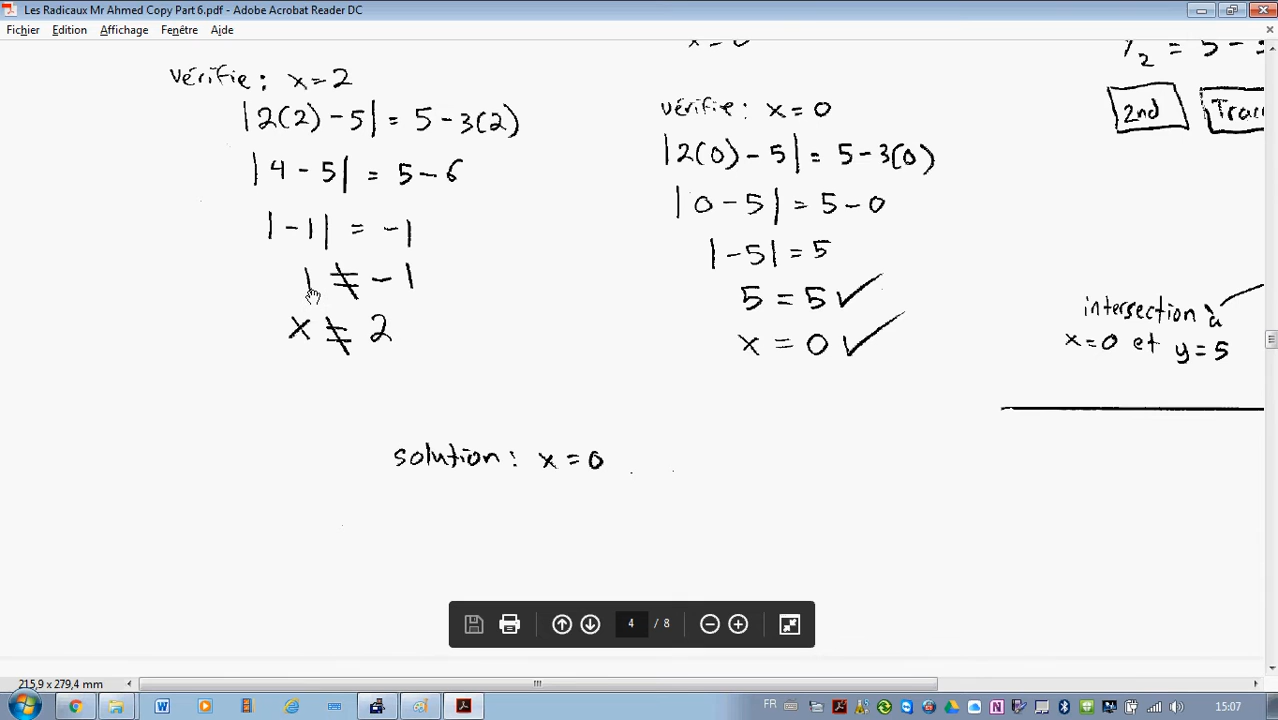 Les Radicaux Mr Ahmed Copy Part 6.pdf - Adobe Acrobat Reader DC
Fichier Edition Affichage Fenêtre Aide
vérifie: x=2
|2(2)-5| = 5-3(2)
|4-5| = 5-6
|-1| = -1
1 ≠ -1
x ≠ 2
vérifie: x=0
|2(0)-5| = 5-3(0)
|0-5| = 5-0
|-5| = 5
5 = 5 ✓
x = 0 ✓
2nd
intersection à
x=0 et y=5
solution: x=0
4 / 8
215,9 x 279,4 mm
FR
15:07